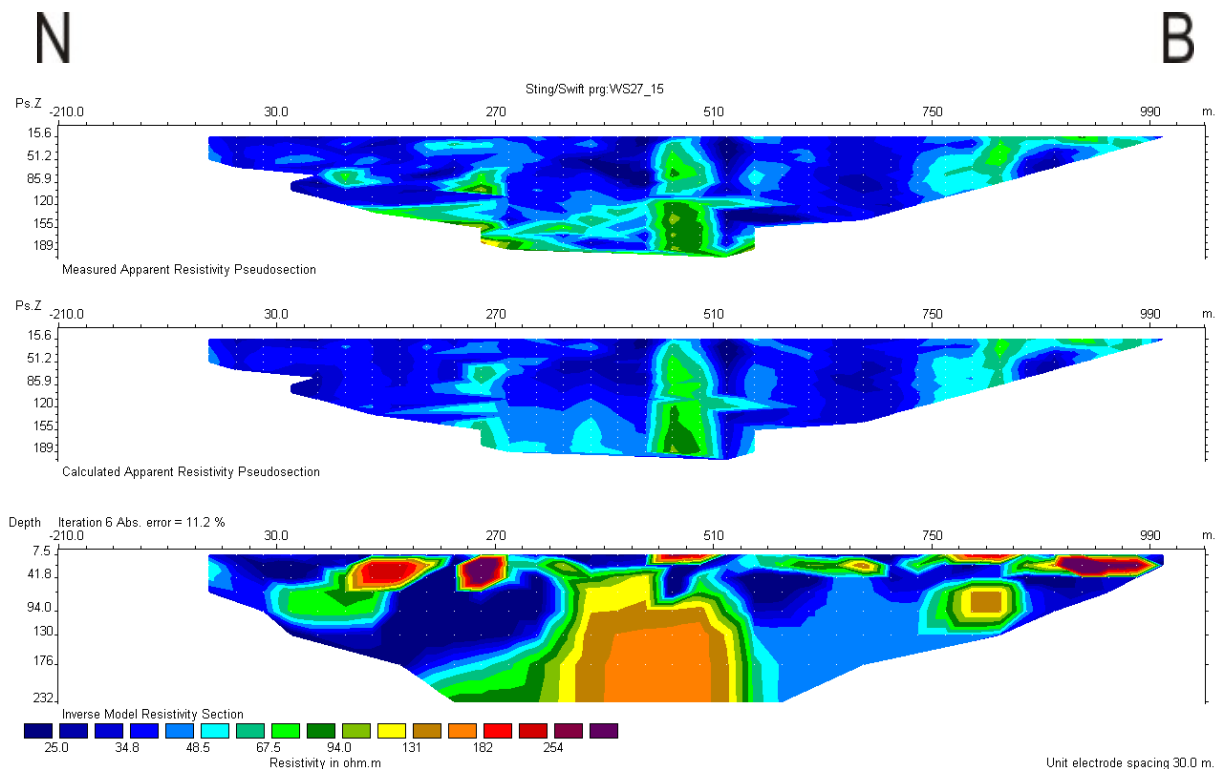 N B
Sting/Swift prg:WS27_15
Ps.Z
-210.0 30.0 270 510 750 990 m.
15.6
51.2
85.9
120.
155.
189.
Measured Apparent Resistivity Pseudosection
Ps.Z
-210.0 30.0 270 510 750 990 m.
15.6
51.2
85.9
120.
155.
189.
Calculated Apparent Resistivity Pseudosection
Depth Iteration 6 Abs. error = 11.2 %
-210.0 30.0 270 510 750 990 m.
7.5
41.8
94.0
130.
176.
232.
Inverse Model Resistivity Section
25.0 34.8 48.5 67.5 94.0 131 182 254
Resistivity in ohm.m
Unit electrode spacing 30.0 m.